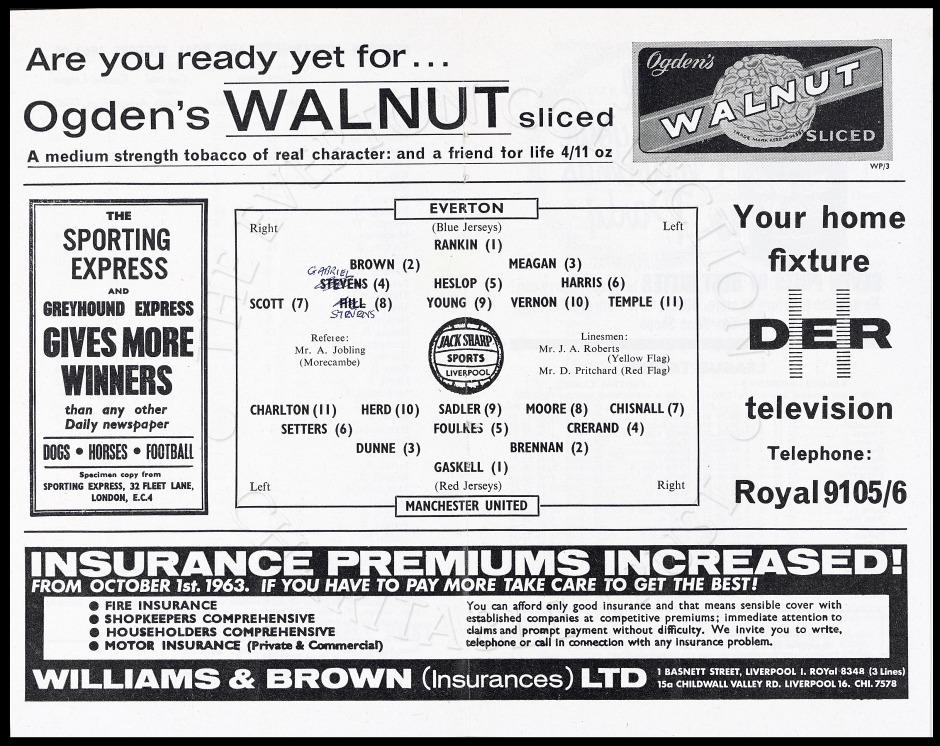 Are you ready yet for...
Ogden's WALNUT sliced
A medium strength tobacco of real character: and a friend for life 4/11 oz
Ogden's
WALNUT
TRADE MARK
SLICED
WP/3
THE
SPORTING
EXPRESS
AND
GREYHOUND EXPRESS
GIVES MORE
WINNERS
than any other
Daily newspaper
DOGS • HORSES • FOOTBALL
Specimen copy from
SPORTING EXPRESS, 32 FLEET LANE,
LONDON, E.C.4
EVERTON
Right (Blue Jerseys) Left
RANKIN (1)
BROWN (2) MEAGAN (3)
GABRIEL
STEVENS (4) HESLOP (5) HARRIS (6)
SCOTT (7) HILL (8) YOUNG (9) VERNON (10) TEMPLE (11)
STEVENS
Referee:
Mr. A. Jobling
(Morecambe)
JACK SHARP
SPORTS
LIVERPOOL
Linesmen:
Mr. J. A. Roberts
(Yellow Flag)
Mr. D. Pritchard (Red Flag)
CHARLTON (11) HERD (10) SADLER (9) MOORE (8) CHISNALL (7)
SETTERS (6) FOULKES (5) CRERAND (4)
DUNNE (3) BRENNAN (2)
GASKELL (1)
Left (Red Jerseys) Right
MANCHESTER UNITED
Your home
fixture
DER
television
Telephone:
Royal 9105/6
INSURANCE PREMIUMS INCREASED!
FROM OCTOBER 1st. 1963. IF YOU HAVE TO PAY MORE TAKE CARE TO GET THE BEST!
● FIRE INSURANCE
● SHOPKEEPERS COMPREHENSIVE
● HOUSEHOLDERS COMPREHENSIVE
● MOTOR INSURANCE (Private & Commercial)
You can afford only good insurance and that means sensible cover with
established companies at competitive premiums; immediate attention to
claims and prompt payment without difficulty. We invite you to write,
telephone or call in connection with any insurance problem.
WILLIAMS & BROWN (Insurances) LTD
1 BASNETT STREET, LIVERPOOL 1. ROYal 8348 (3 Lines)
15a CHILDWALL VALLEY RD. LIVERPOOL 16. CHI. 7578